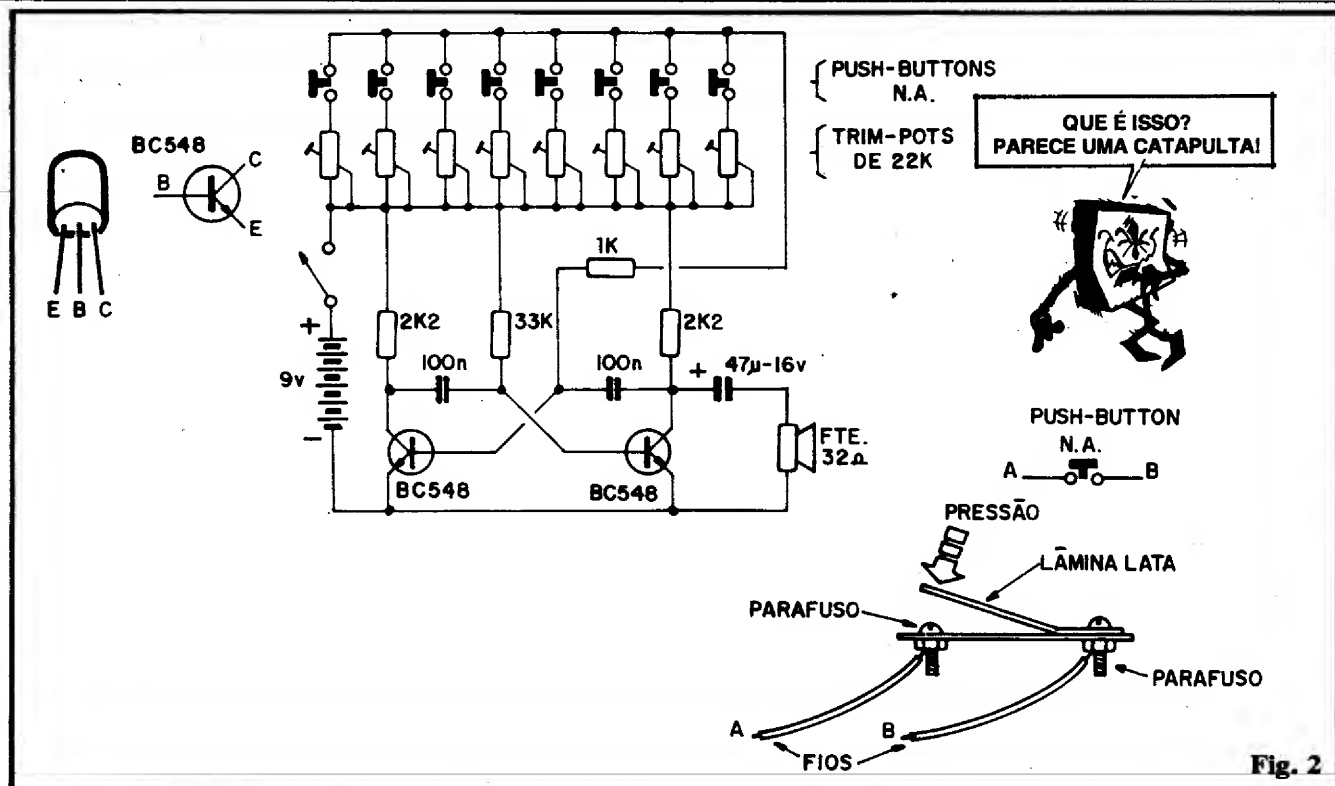 PUSH-BUTTONS
N.A.
TRIM-POTS
DE 22K
QUE É ISSO?
PARECE UMA CATAPULTA!
BC548
B
C
E
E B C
1K
2K2
33K
2K2
100n
100n
+
47µ-16v
+
9v
-
FTE.
32Ω
BC548
BC548
PUSH-BUTTON
N.A.
A
B
PRESSÃO
LÂMINA LATA
PARAFUSO
PARAFUSO
A
B
FIOS
Fig. 2